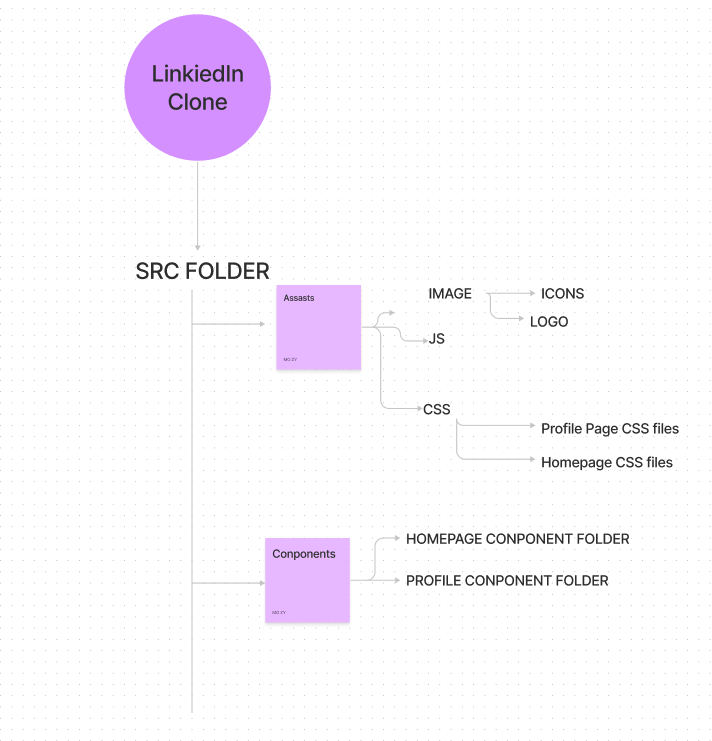 LinkiedIn
Clone
SRC FOLDER
Assasts
MO ZY
IMAGE
ICONS
LOGO
JS
CSS
Profile Page CSS files
Homepage CSS files
Conponents
MO ZY
HOMEPAGE CONPONENT FOLDER
PROFILE CONPONENT FOLDER